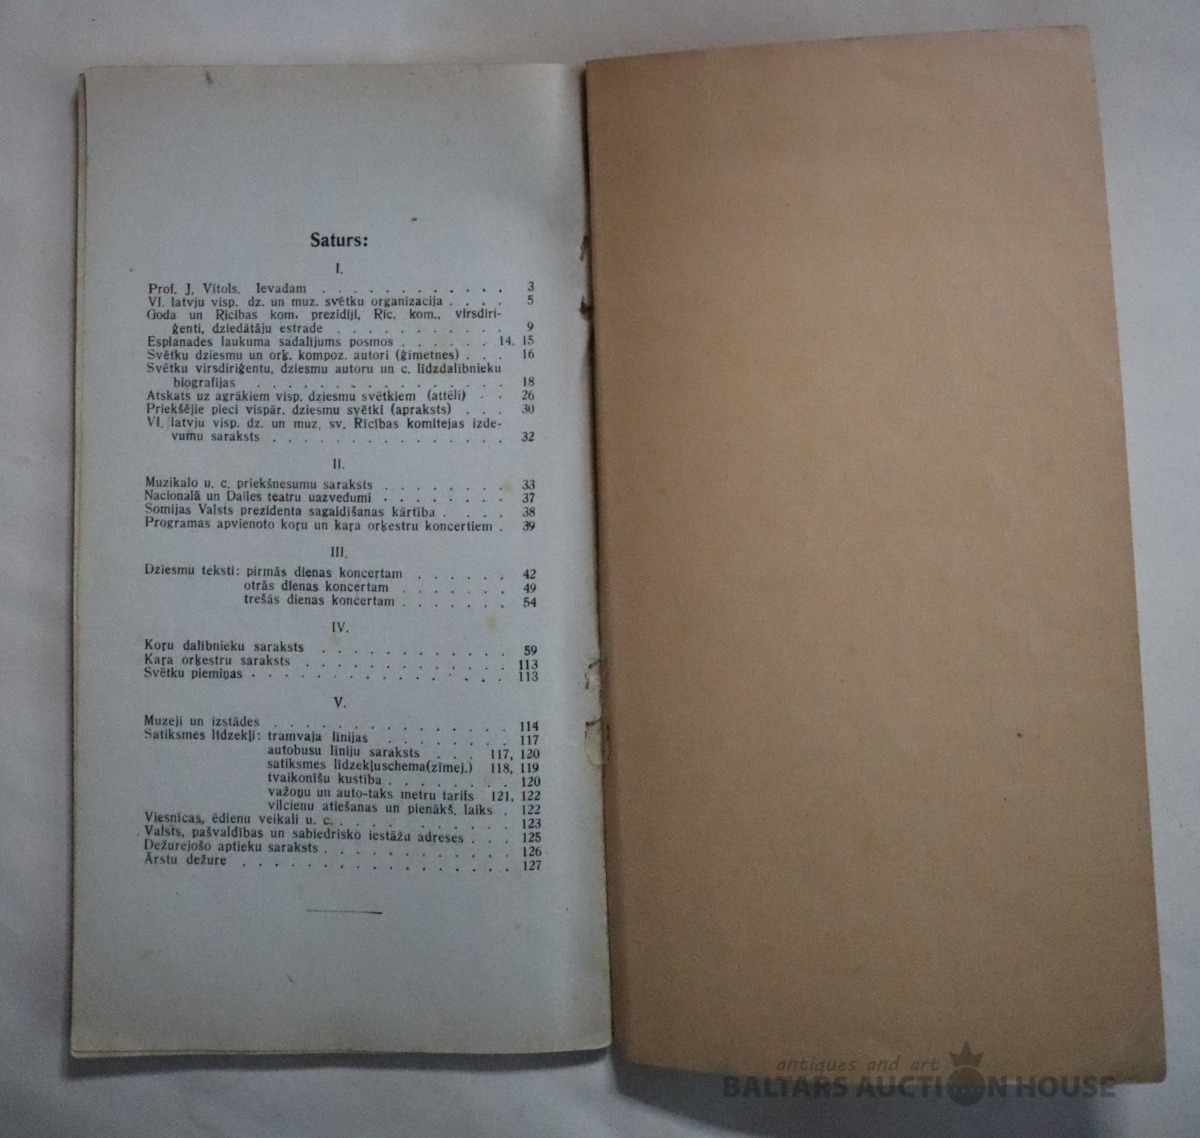 Saturs:
I.
Prof. J. Vītols. Ievadam . . . . . . . . . . . . 3
VI. latvju visp. dz. un muz. svētku organizacija . . . . 5
Goda un Rīcības kom. prezidiji, Rīc. kom., virsdiri-
ģenti, dziedātāju estrade . . . . . . . . . . . 9
Esplanades laukuma sadalījums posmos . . . . . . 14, 15
Svētku dziesmu un orķ. kompoz. autori (ģimetnes) . . . 16
Svētku virsdiriģentu, dziesmu autoru un c. līdzdalībnieku
biografijas . . . . . . . . . . . . . . 18
Atskats uz agrākiem visp. dziesmu svētkiem (attēli) . . 26
Priekšējie pieci vispār. dziesmu svētki (apraksts) . . . 30
VI. latvju visp. dz. un muz. sv. Rīcības komitejas izde-
vumu saraksts . . . . . . . . . . . . . 32
II.
Muzikalo u. c. priekšnesumu saraksts . . . . . . . 33
Nacionalā un Dailes teatru uazvedumi . . . . . . . 37
Somijas Valsts prezidenta sagaidīšanas kārtība . . . . 38
Programas apvienoto koŗu un kaŗa orķestru koncertiem . 39
III.
Dziesmu teksti: pirmās dienas koncertam . . . . . . 42
otrās dienas koncertam . . . . . . . 49
trešās dienas koncertam . . . . . . 54
IV.
Koŗu dalībnieku saraksts . . . . . . . . . . . 59
Kaŗa orķestru saraksts . . . . . . . . . . . . 113
Svētku piemiņas . . . . . . . . . . . . . . 113
V.
Muzeji un izstādes . . . . . . . . . . . . . 114
Satiksmes līdzekļi: tramvaja līnijas . . . . . . . . 117
autobusu līniju saraksts . . . 117, 120
satiksmes līdzekļuschema(zīmej.) 118, 119
tvaikonīšu kustība . . . . . . . 120
važoņu un auto-taks metru tarifs 121, 122
vilcienu atiešanas un pienākš. laiks . 122
Viesnīcas, ēdienu veikali u. c. . . . . . . . . . . 123
Valsts, pašvaldības un sabiedrisko iestāžu adreses . . . 125
Dežurejošo aptieku saraksts . . . . . . . . . . . 126
Ārstu dežure . . . . . . . . . . . . . . . 127
antiques and art
BALTARS AUCTION HOUSE